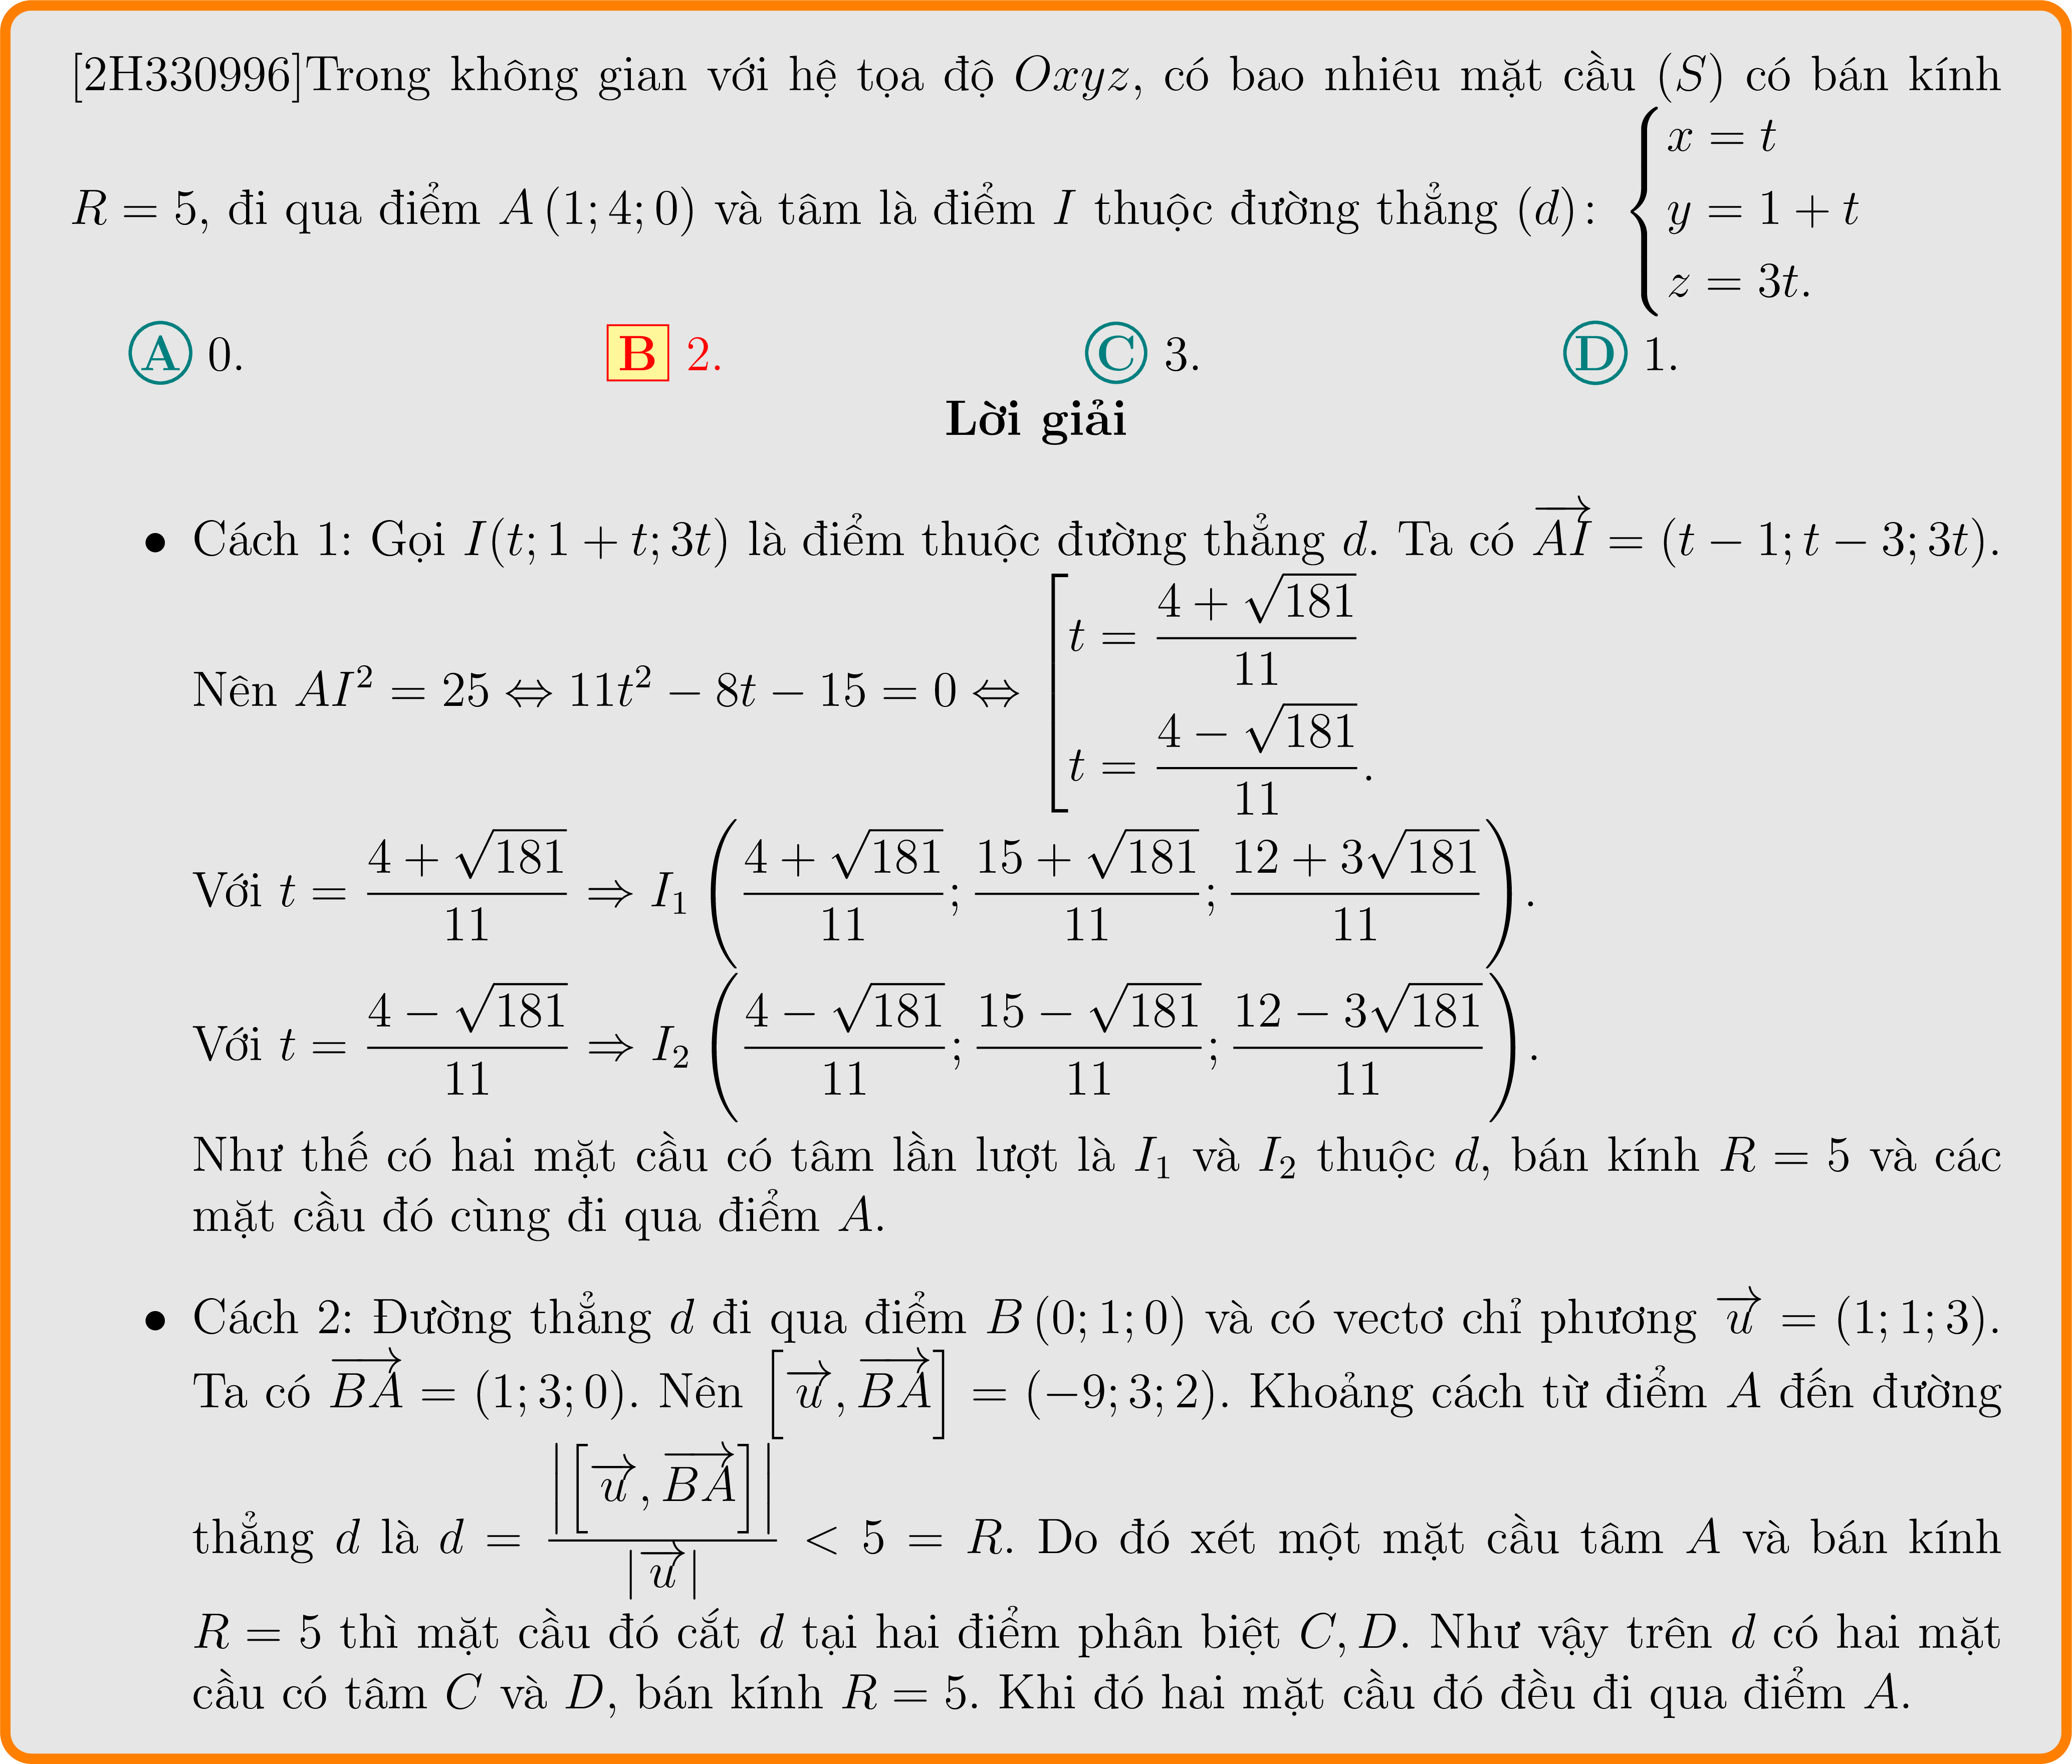 [2H330996]Trong không gian với hệ tọa độ $Oxyz$, có bao nhiêu mặt cầu $(S)$ có bán kính
$R = 5$, đi qua điểm $A\,(1; 4; 0)$ và tâm là điểm $I$ thuộc đường thẳng $(d)\colon \begin{cases} x = t \\ y = 1 + t \\ z = 3t. \end{cases}$
A 0. B 2. C 3. D 1.
Lời giải
• Cách 1: Gọi $I(t; 1 + t; 3t)$ là điểm thuộc đường thẳng $d$. Ta có $\overrightarrow{AI} = (t - 1; t - 3; 3t)$.
Nên $AI^2 = 25 \Leftrightarrow 11t^2 - 8t - 15 = 0 \Leftrightarrow \left[\begin{array}{l} t = \dfrac{4 + \sqrt{181}}{11} \\ t = \dfrac{4 - \sqrt{181}}{11}. \end{array}\right.$
Với $t = \dfrac{4 + \sqrt{181}}{11} \Rightarrow I_1 \left( \dfrac{4 + \sqrt{181}}{11}; \dfrac{15 + \sqrt{181}}{11}; \dfrac{12 + 3\sqrt{181}}{11} \right)$.
Với $t = \dfrac{4 - \sqrt{181}}{11} \Rightarrow I_2 \left( \dfrac{4 - \sqrt{181}}{11}; \dfrac{15 - \sqrt{181}}{11}; \dfrac{12 - 3\sqrt{181}}{11} \right)$.
Như thế có hai mặt cầu có tâm lần lượt là $I_1$ và $I_2$ thuộc $d$, bán kính $R = 5$ và các
mặt cầu đó cùng đi qua điểm $A$.
• Cách 2: Đường thẳng $d$ đi qua điểm $B\,(0; 1; 0)$ và có vectơ chỉ phương $\overrightarrow{u} = (1; 1; 3)$.
Ta có $\overrightarrow{BA} = (1; 3; 0)$. Nên $\left[\overrightarrow{u}, \overrightarrow{BA}\right] = (-9; 3; 2)$. Khoảng cách từ điểm $A$ đến đường
thẳng $d$ là $d = \dfrac{\left|\left[\overrightarrow{u}, \overrightarrow{BA}\right]\right|}{|\overrightarrow{u}|} < 5 = R$. Do đó xét một mặt cầu tâm $A$ và bán kính
$R = 5$ thì mặt cầu đó cắt $d$ tại hai điểm phân biệt $C, D$. Như vậy trên $d$ có hai mặt
cầu có tâm $C$ và $D$, bán kính $R = 5$. Khi đó hai mặt cầu đó đều đi qua điểm $A$.